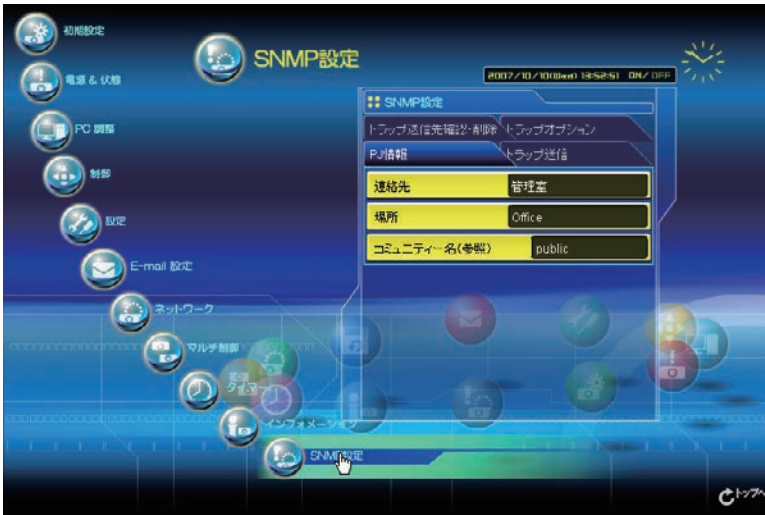 初期設定
SNMP設定
電源 & 状態
2007/10/10(Wed) 13:52:51 ON/OFF
SNMP設定
トラップ送信先確認・削除 トラップオプション
PC 調整
PJ情報 トラップ送信
制御
連絡先 管理室
場所 Office
設定
コミュニティー名(参照) public
E-mail 設定
ネットワーク
マルチ制御
タイマ
インフォメーション
SNMP設定
トップへ